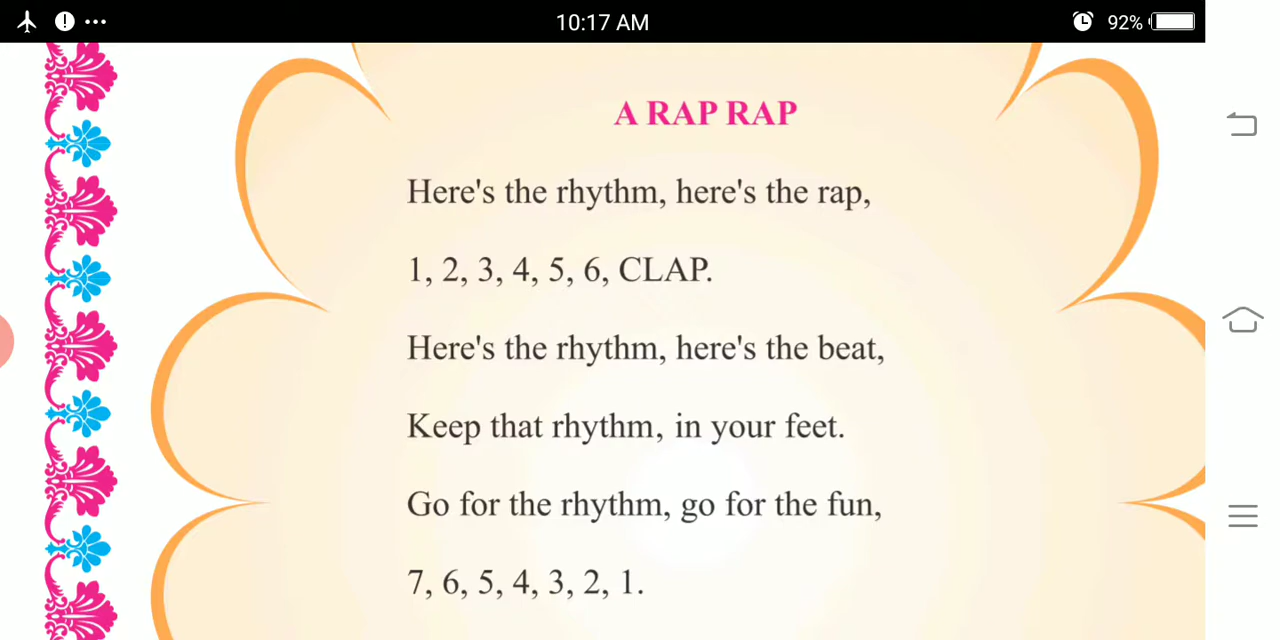 10:17 AM
92%
A RAP RAP
Here's the rhythm, here's the rap,
1, 2, 3, 4, 5, 6, CLAP.
Here's the rhythm, here's the beat,
Keep that rhythm, in your feet.
Go for the rhythm, go for the fun,
7, 6, 5, 4, 3, 2, 1.